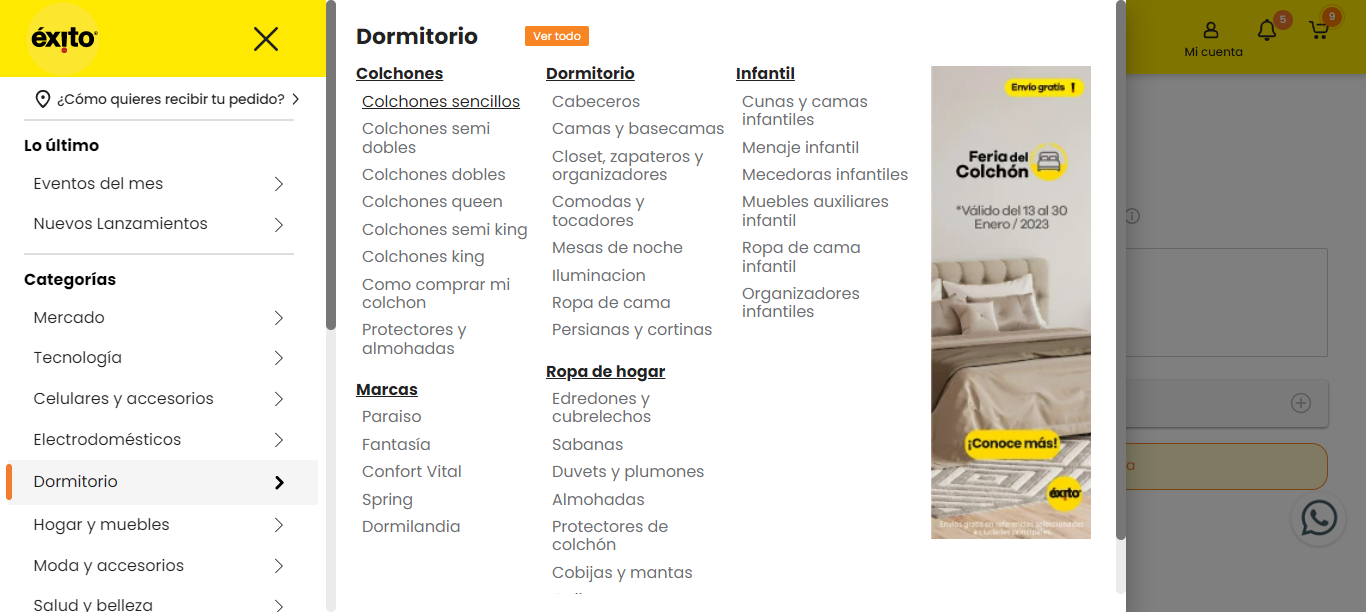 éxito
¿Cómo quieres recibir tu pedido?
Lo último
Eventos del mes
Nuevos Lanzamientos
Categorías
Mercado
Tecnología
Celulares y accesorios
Electrodomésticos
Dormitorio
Hogar y muebles
Moda y accesorios
Salud y belleza
Dormitorio
Ver todo
Colchones
Colchones sencillos
Colchones semi
dobles
Colchones dobles
Colchones queen
Colchones semi king
Colchones king
Como comprar mi
colchon
Protectores y
almohadas
Marcas
Paraiso
Fantasía
Confort Vital
Spring
Dormilandia
Dormitorio
Cabeceros
Camas y basecamas
Closet, zapateros y
organizadores
Comodas y
tocadores
Mesas de noche
Iluminacion
Ropa de cama
Persianas y cortinas
Ropa de hogar
Edredones y
cubrelechos
Sabanas
Duvets y plumones
Almohadas
Protectores de
colchón
Cobijas y mantas
Infantil
Cunas y camas
infantiles
Menaje infantil
Mecedoras infantiles
Muebles auxiliares
infantil
Ropa de cama
infantil
Organizadores
infantiles
Envío gratis !
Feria del
Colchón
*Válido del 13 al 30
Enero / 2023
¡Conoce más!
éxito
Envíos gratis en referencias seleccionadas
a ciudades principales.
Mi cuenta
5
9
a